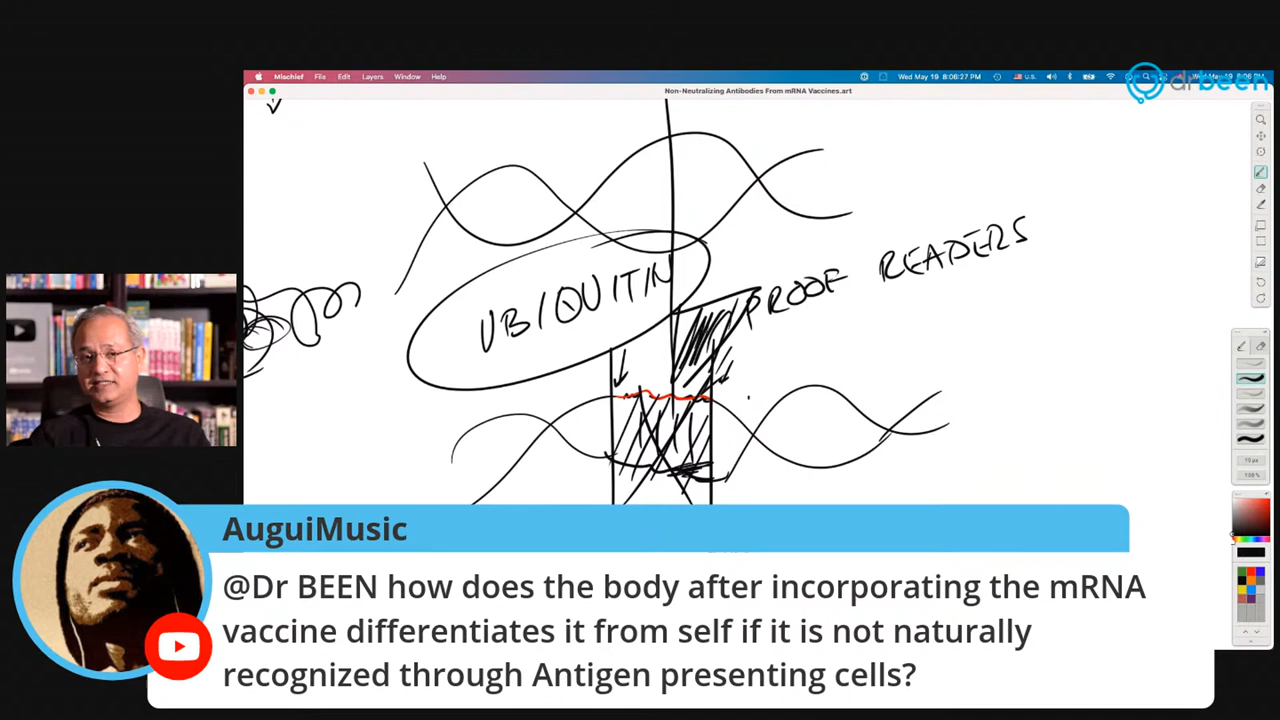 Mischief File Edit Layers Window Help
U.S. Wed May 19 8:06:27 PM
Non-Neutralizing Antibodies From mRNA Vaccines.art
drbeen
UBIQUITIN
PROOF READERS
AuguiMusic
@Dr BEEN how does the body after incorporating the mRNA
vaccine differentiates it from self if it is not naturally
recognized through Antigen presenting cells?